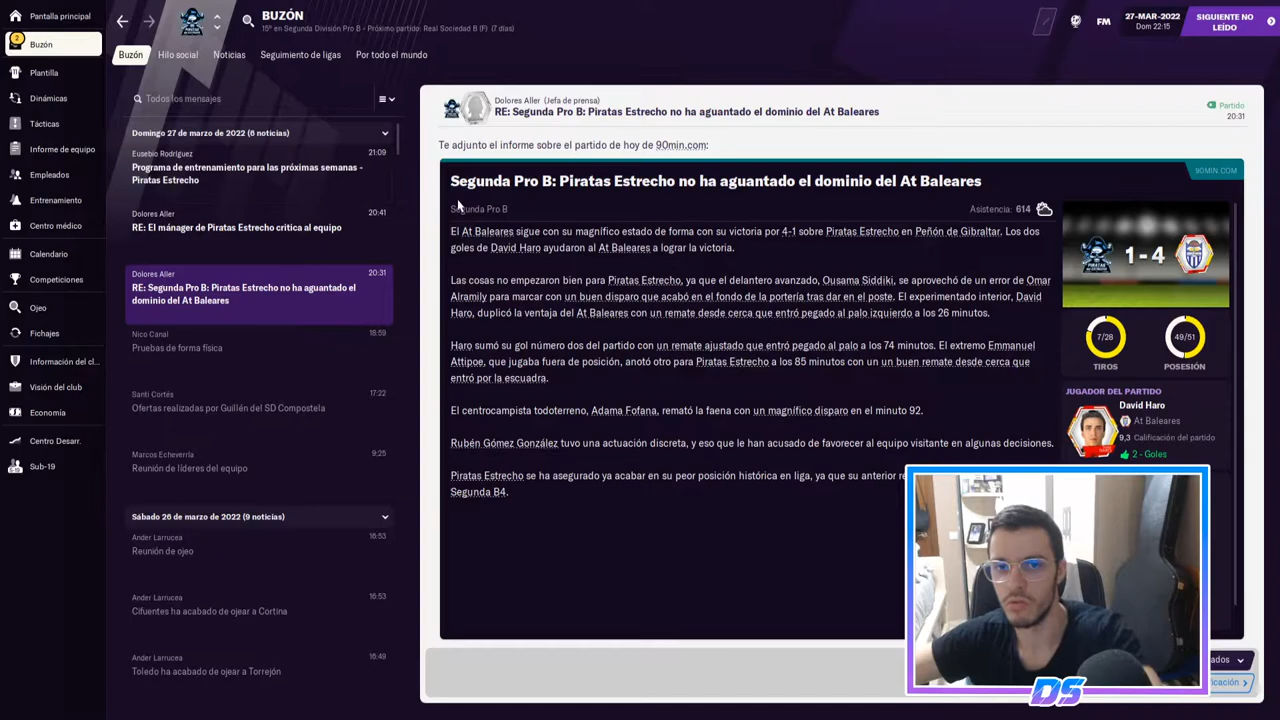 Pantalla principal
2
Buzón
Plantilla
Dinámicas
Tácticas
Informe de equipo
Empleados
Entrenamiento
Centro médico
Calendario
Competiciones
Ojeo
Fichajes
Información del cl...
Visión del club
Economía
Centro Desarr.
Sub-19
BUZÓN
15º en Segunda División Pro B - Próximo partido: Real Sociedad B (F) (7 días)
FM
27-MAR-2022
Dom 22:15
SIGUIENTE NO
LEÍDO
Buzón
Hilo social
Noticias
Seguimiento de ligas
Por todo el mundo
Todos los mensajes
Domingo 27 de marzo de 2022 (6 noticias)
Eusebio Rodríguez
21:09
Programa de entrenamiento para las próximas semanas -
Piratas Estrecho
Dolores Aller
20:41
RE: El mánager de Piratas Estrecho critica al equipo
Dolores Aller
20:31
RE: Segunda Pro B: Piratas Estrecho no ha aguantado el
dominio del At Baleares
Nico Canal
18:59
Pruebas de forma física
Santi Cortés
17:22
Ofertas realizadas por Guillén del SD Compostela
Marcos Echeverría
9:25
Reunión de líderes del equipo
Sábado 26 de marzo de 2022 (9 noticias)
Ander Larrucea
16:53
Reunión de ojeo
Ander Larrucea
16:53
Cifuentes ha acabado de ojear a Cortina
Ander Larrucea
16:49
Toledo ha acabado de ojear a Torrejón
Dolores Aller (Jefa de prensa)
RE: Segunda Pro B: Piratas Estrecho no ha aguantado el dominio del At Baleares
Partido
20:31
Te adjunto el informe sobre el partido de hoy de 90min.com:
90MIN.COM
Segunda Pro B: Piratas Estrecho no ha aguantado el dominio del At Baleares
Segunda Pro B
Asistencia: 614
El At Baleares sigue con su magnífico estado de forma con su victoria por 4-1 sobre Piratas Estrecho en Peñón de Gibraltar. Los dos
goles de David Haro ayudaron al At Baleares a lograr la victoria.
Las cosas no empezaron bien para Piratas Estrecho, ya que el delantero avanzado, Ousama Siddiki, se aprovechó de un error de Omar
Alramily para marcar con un buen disparo que acabó en el fondo de la portería tras dar en el poste. El experimentado interior, David
Haro, duplicó la ventaja del At Baleares con un remate desde cerca que entró pegado al palo izquierdo a los 26 minutos.
Haro sumó su gol número dos del partido con un remate ajustado que entró pegado al palo a los 74 minutos. El extremo Emmanuel
Attipoe, que jugaba fuera de posición, anotó otro para Piratas Estrecho a los 85 minutos con un buen remate desde cerca que
entró por la escuadra.
El centrocampista todoterreno, Adama Fofana, remató la faena con un magnífico disparo en el minuto 92.
Rubén Gómez González tuvo una actuación discreta, y eso que le han acusado de favorecer al equipo visitante en algunas decisiones.
Piratas Estrecho se ha asegurado ya acabar en su peor posición histórica en liga, ya que su anterior
Segunda B4.
1 - 4
7/28
TIROS
49/51
POSESIÓN
JUGADOR DEL PARTIDO
David Haro
At Baleares
9,3 Calificación del partido
2 - Goles
DS